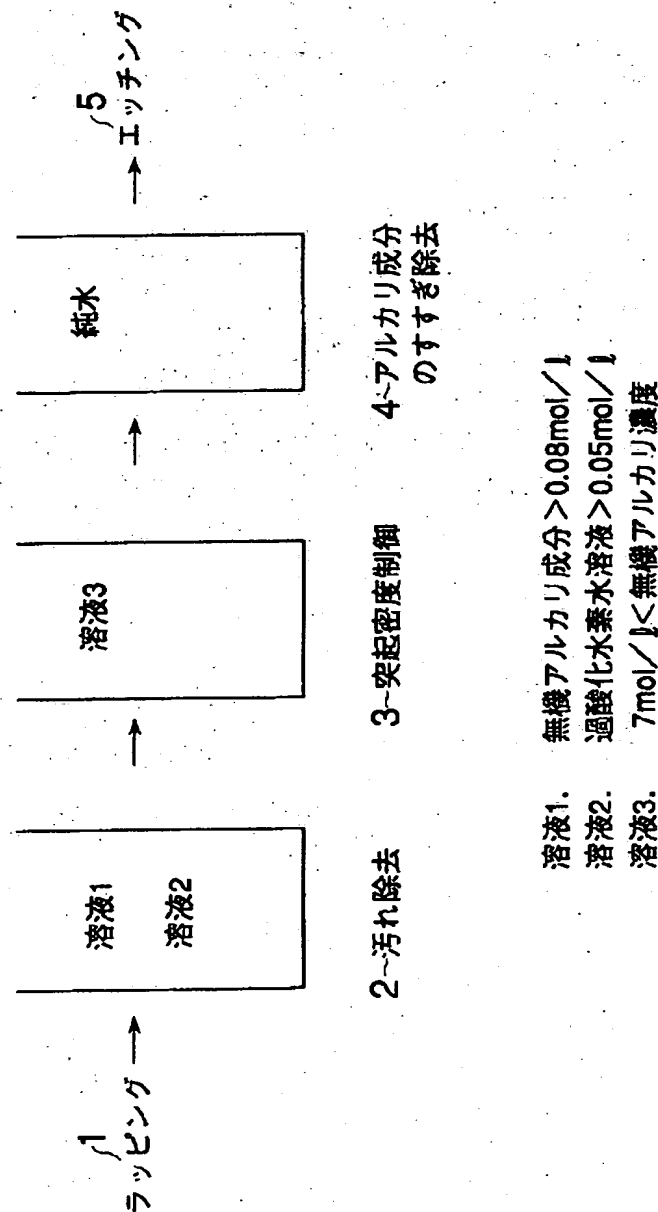 1
ラッピング
溶液1
溶液2
2~汚れ除去
溶液3
3~突起密度制御
純水
4~アルカリ成分
のすすぎ除去
5
エッチング
溶液1. 無機アルカリ成分>0.08mol/l
溶液2. 過酸化水素水溶液>0.05mol/l
溶液3. 7mol/l<無機アルカリ濃度